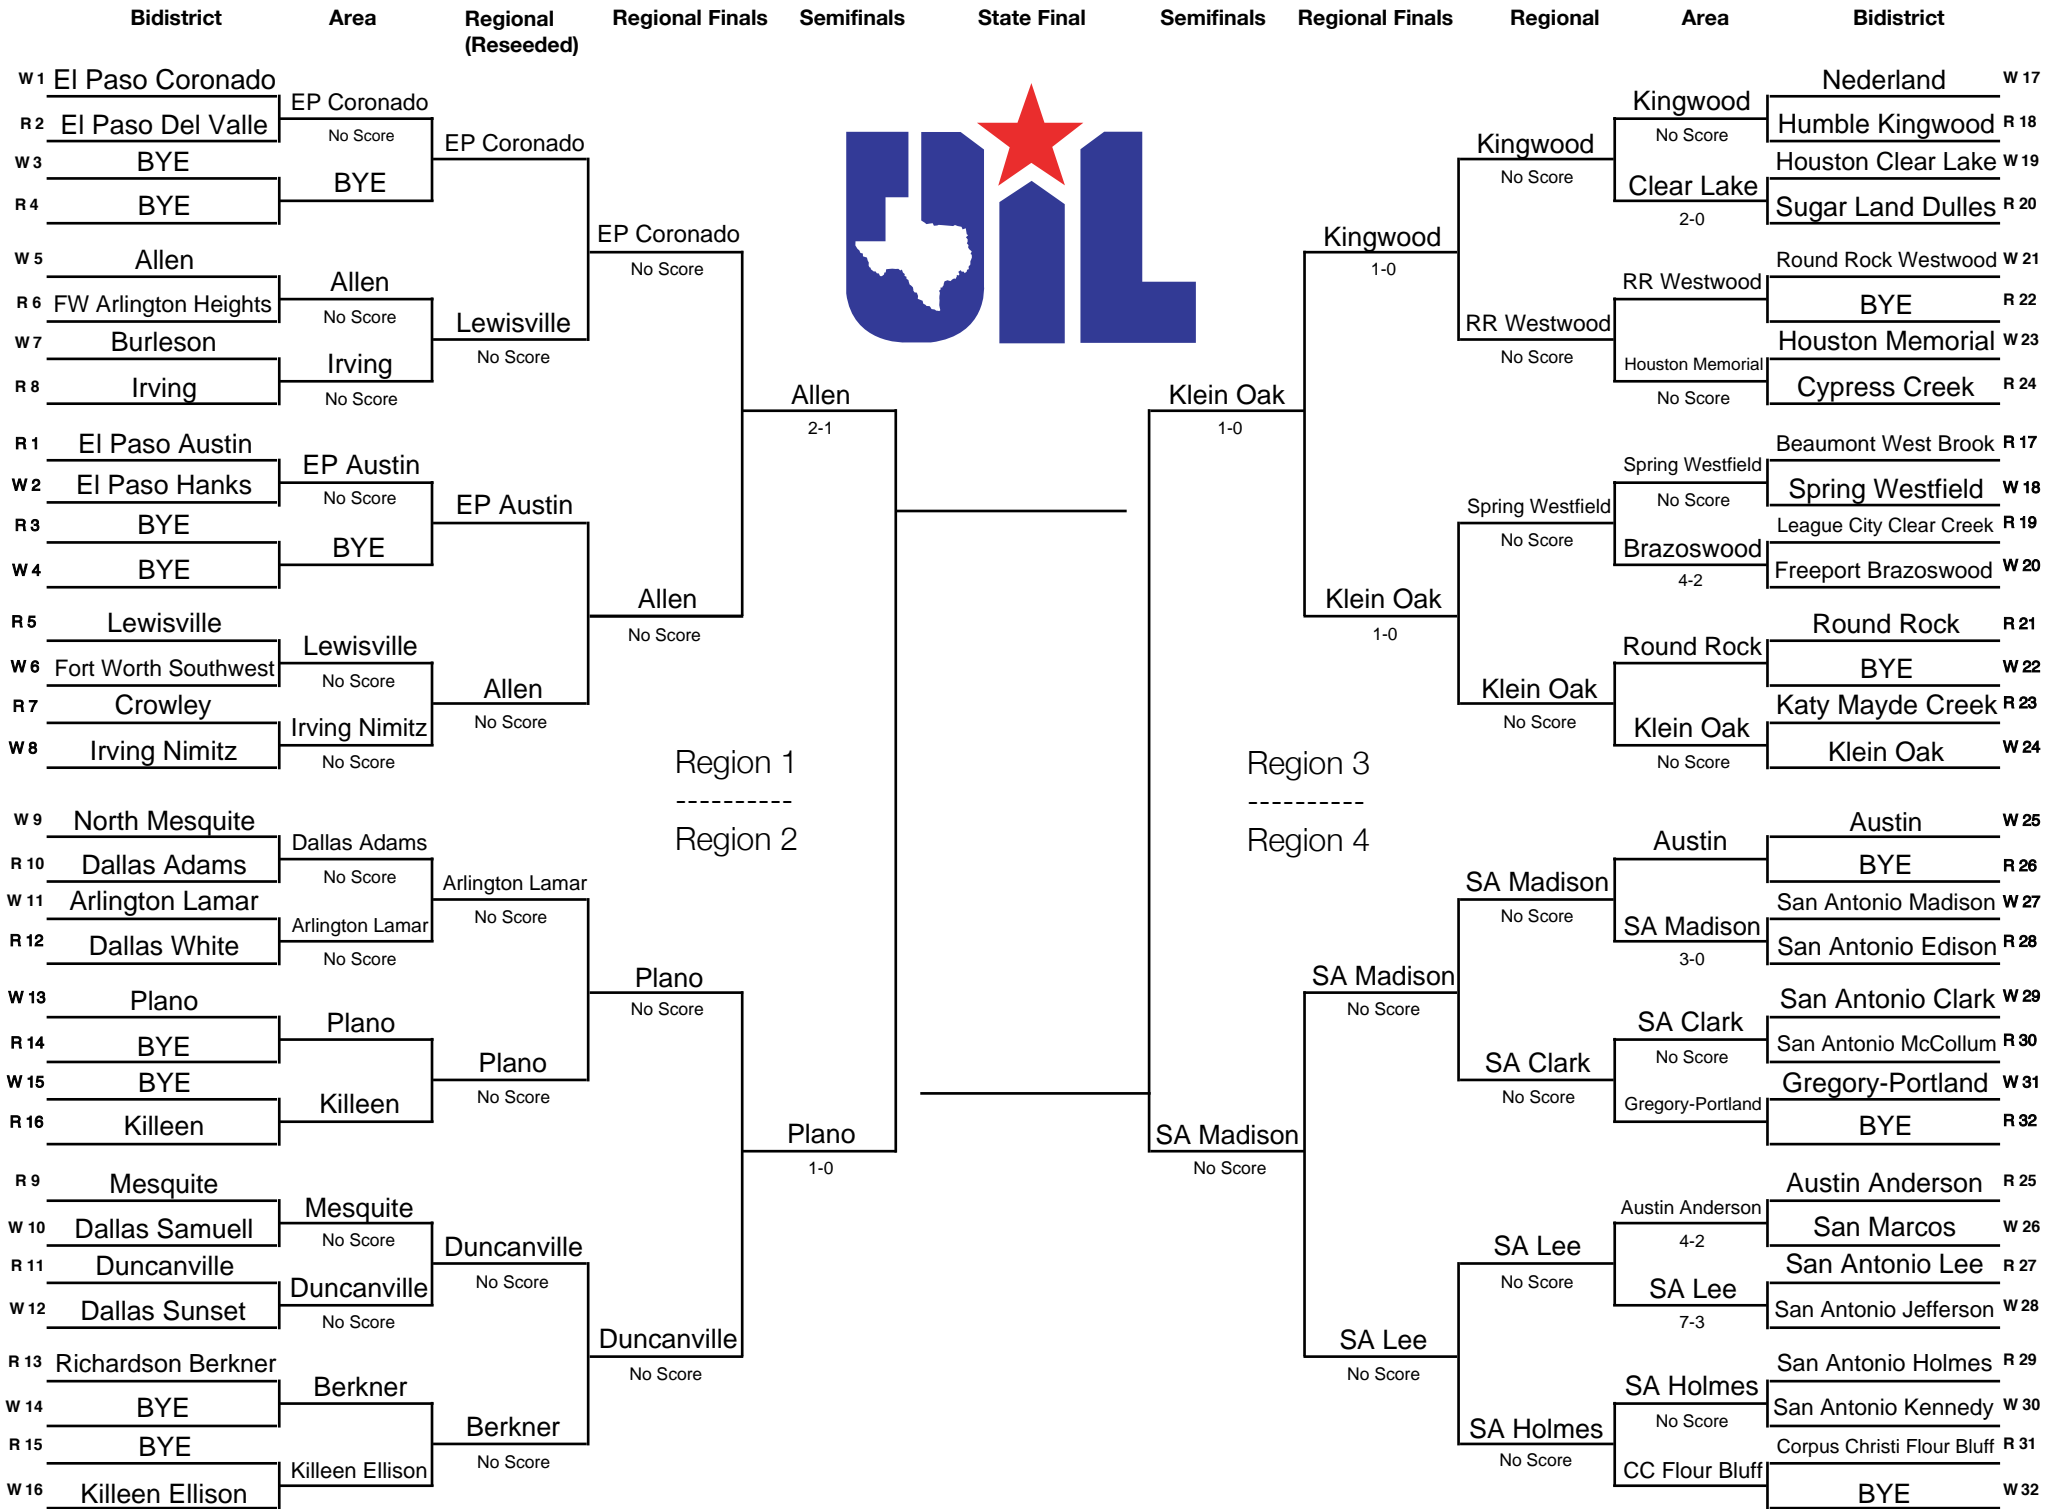 Bidistrict
Area
Regional
(Reseeded)
Regional Finals
Semifinals
State Final
Semifinals
Regional Finals
Regional
Area
Bidistrict
W 1 El Paso Coronado
R 2 El Paso Del Valle
W 3 BYE
R 4 BYE
W 5 Allen
R 6 FW Arlington Heights
W 7 Burleson
R 8 Irving
R 1 El Paso Austin
W 2 El Paso Hanks
R 3 BYE
W 4 BYE
R 5 Lewisville
W 6 Fort Worth Southwest
R 7 Crowley
W 8 Irving Nimitz
W 9 North Mesquite
R 10 Dallas Adams
W 11 Arlington Lamar
R 12 Dallas White
W 13 Plano
R 14 BYE
W 15 BYE
R 16 Killeen
R 9 Mesquite
W 10 Dallas Samuell
R 11 Duncanville
W 12 Dallas Sunset
R 13 Richardson Berkner
W 14 BYE
R 15 BYE
W 16 Killeen Ellison
EP Coronado
No Score
BYE
Allen
No Score
Irving
No Score
EP Austin
No Score
BYE
Lewisville
No Score
Irving Nimitz
No Score
Dallas Adams
No Score
Arlington Lamar
No Score
Plano
Killeen
Mesquite
No Score
Duncanville
No Score
Berkner
Killeen Ellison
EP Coronado
Lewisville
No Score
EP Austin
Allen
No Score
Arlington Lamar
No Score
Plano
No Score
Duncanville
No Score
Berkner
No Score
EP Coronado
No Score
Allen
No Score
Region 1
----------
Region 2
Plano
No Score
Duncanville
No Score
Allen
2-1
Plano
1-0
UIL
Klein Oak
1-0
SA Madison
No Score
Kingwood
1-0
Klein Oak
1-0
Region 3
----------
Region 4
SA Madison
No Score
SA Lee
No Score
Kingwood
No Score
RR Westwood
No Score
Spring Westfield
No Score
Klein Oak
No Score
SA Madison
No Score
SA Clark
No Score
SA Lee
No Score
SA Holmes
No Score
Kingwood
No Score
Clear Lake
2-0
RR Westwood
Houston Memorial
No Score
Spring Westfield
No Score
Brazoswood
4-2
Round Rock
Klein Oak
No Score
Austin
SA Madison
3-0
SA Clark
No Score
Gregory-Portland
Austin Anderson
4-2
SA Lee
7-3
SA Holmes
No Score
CC Flour Bluff
Nederland W 17
Humble Kingwood R 18
Houston Clear Lake W 19
Sugar Land Dulles R 20
Round Rock Westwood W 21
BYE R 22
Houston Memorial W 23
Cypress Creek R 24
Beaumont West Brook R 17
Spring Westfield W 18
League City Clear Creek R 19
Freeport Brazoswood W 20
Round Rock R 21
BYE W 22
Katy Mayde Creek R 23
Klein Oak W 24
Austin W 25
BYE R 26
San Antonio Madison W 27
San Antonio Edison R 28
San Antonio Clark W 29
San Antonio McCollum R 30
Gregory-Portland W 31
BYE R 32
Austin Anderson R 25
San Marcos W 26
San Antonio Lee R 27
San Antonio Jefferson W 28
San Antonio Holmes R 29
San Antonio Kennedy W 30
Corpus Christi Flour Bluff R 31
BYE W 32